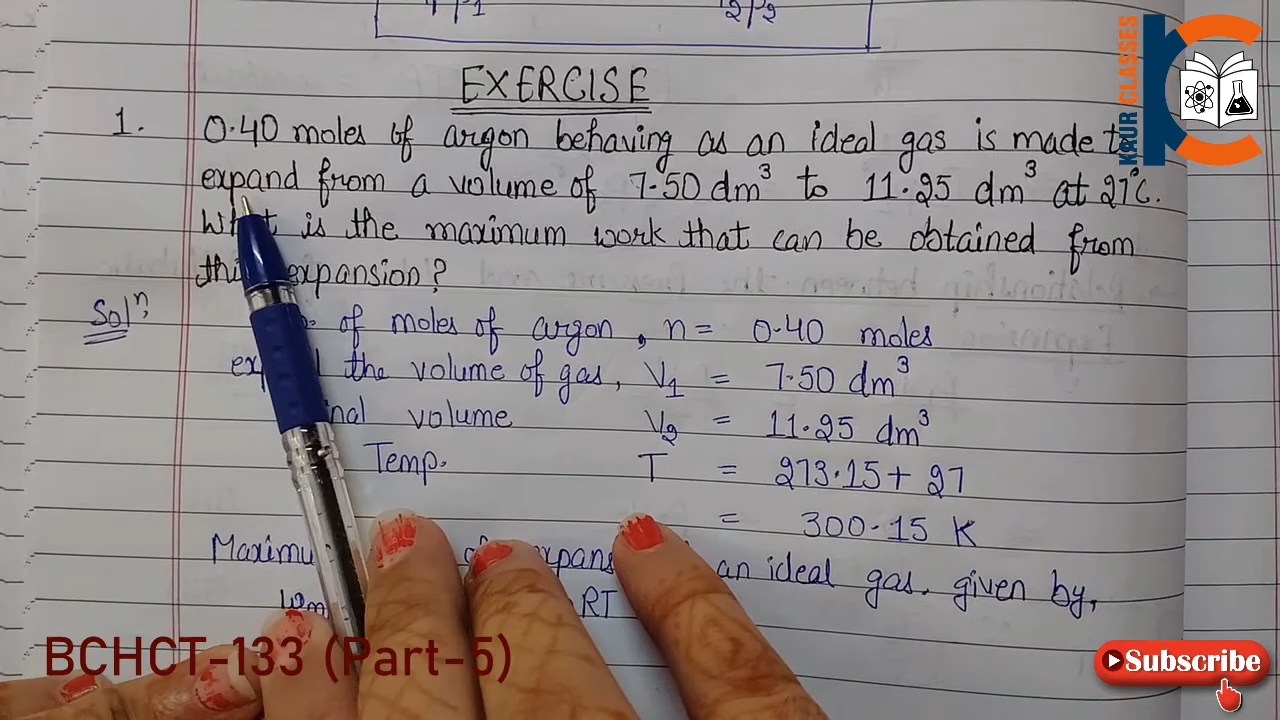 EXERCISE
1. 0.40 moles of argon behaving as an ideal gas is made to
expand from a volume of 7.50 dm³ to 11.25 dm³ at 27°C.
What is the maximum work that can be obtained from
this expansion?
Solⁿ;
of moles of argon, n = 0.40 moles
the volume of gas, V₁ = 7.50 dm³
volume V₂ = 11.25 dm³
Temp. T = 273.15 + 27
= 300.15 K
an ideal gas. given by,
RT
KAUR CLASSES
BCHCT-133 (Part-5)
Subscribe